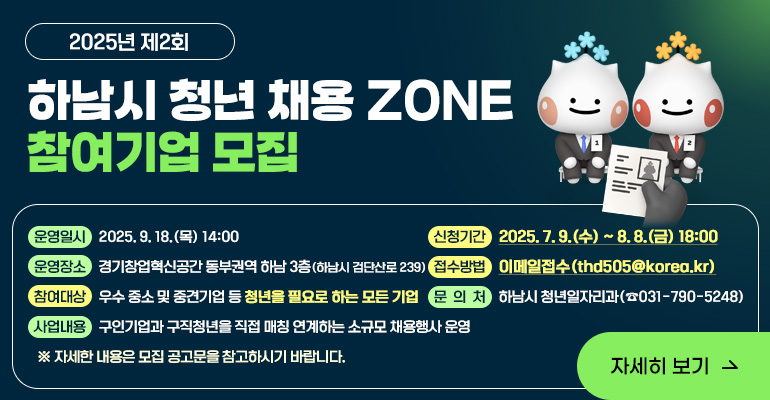 2025년 제2회
하남시 청년 채용 ZONE
참여기업 모집
1
2
운영일시 2025. 9. 18.(목) 14:00
운영장소 경기창업혁신공간 동부권역 하남 3층(하남시 검단산로 239)
참여대상 우수 중소 및 중견기업 등 청년을 필요로 하는 모든 기업
사업내용 구인기업과 구직청년을 직접 매칭 연계하는 소규모 채용행사 운영
※ 자세한 내용은 모집 공고문을 참고하시기 바랍니다.
신청기간 2025. 7. 9.(수) ~ 8. 8.(금) 18:00
접수방법 이메일접수(thd505@korea.kr)
문 의 처 하남시 청년일자리과(☎031-790-5248)
자세히 보기 →